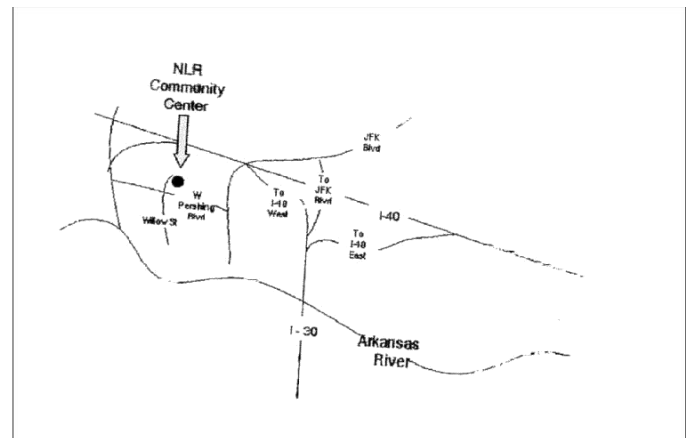 NLR
Community
Center
JFK
Blvd
To
JFK
Blvd
To
I-40
West
W
Pershing
Blvd
Willow St
I-40
To
I-40
East
I-30
Arkansas
River